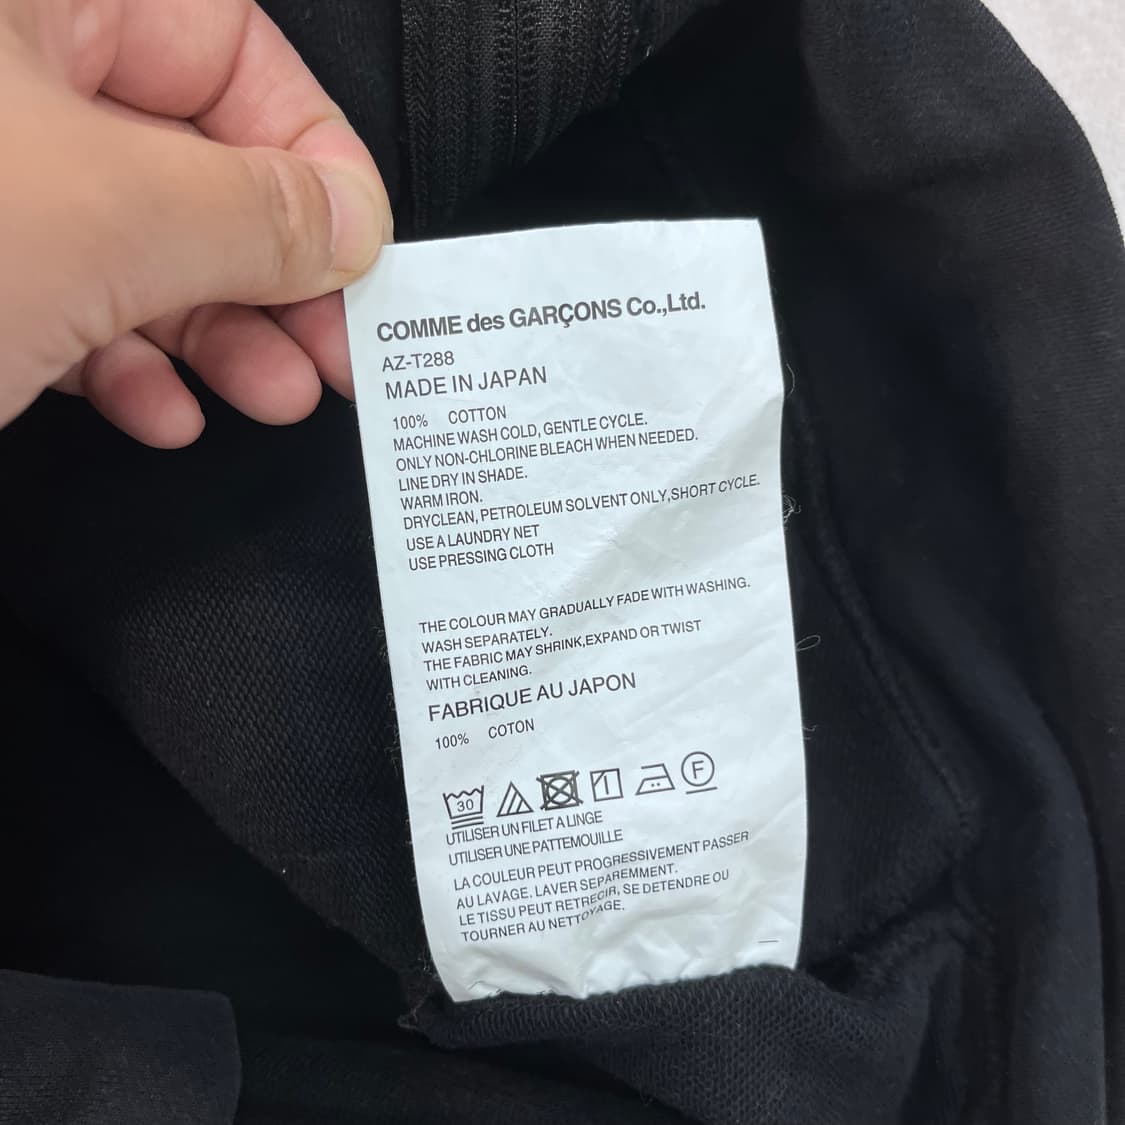 COMME des GARÇONS Co.,Ltd.
AZ-T288
MADE IN JAPAN
100% COTTON
MACHINE WASH COLD, GENTLE CYCLE.
ONLY NON-CHLORINE BLEACH WHEN NEEDED.
LINE DRY IN SHADE.
WARM IRON.
DRYCLEAN, PETROLEUM SOLVENT ONLY,SHORT CYCLE.
USE A LAUNDRY NET
USE PRESSING CLOTH
THE COLOUR MAY GRADUALLY FADE WITH WASHING.
WASH SEPARATELY.
THE FABRIC MAY SHRINK,EXPAND OR TWIST
WITH CLEANING.
FABRIQUE AU JAPON
100% COTON
30 F
UTILISER UN FILET A LINGE
UTILISER UNE PATTEMOUILLE
LA COULEUR PEUT PROGRESSIVEMENT PASSER
AU LAVAGE. LAVER SEPAREMMENT.
LE TISSU PEUT RETRECIR, SE DETENDRE OU
TOURNER AU NETTOYAGE.